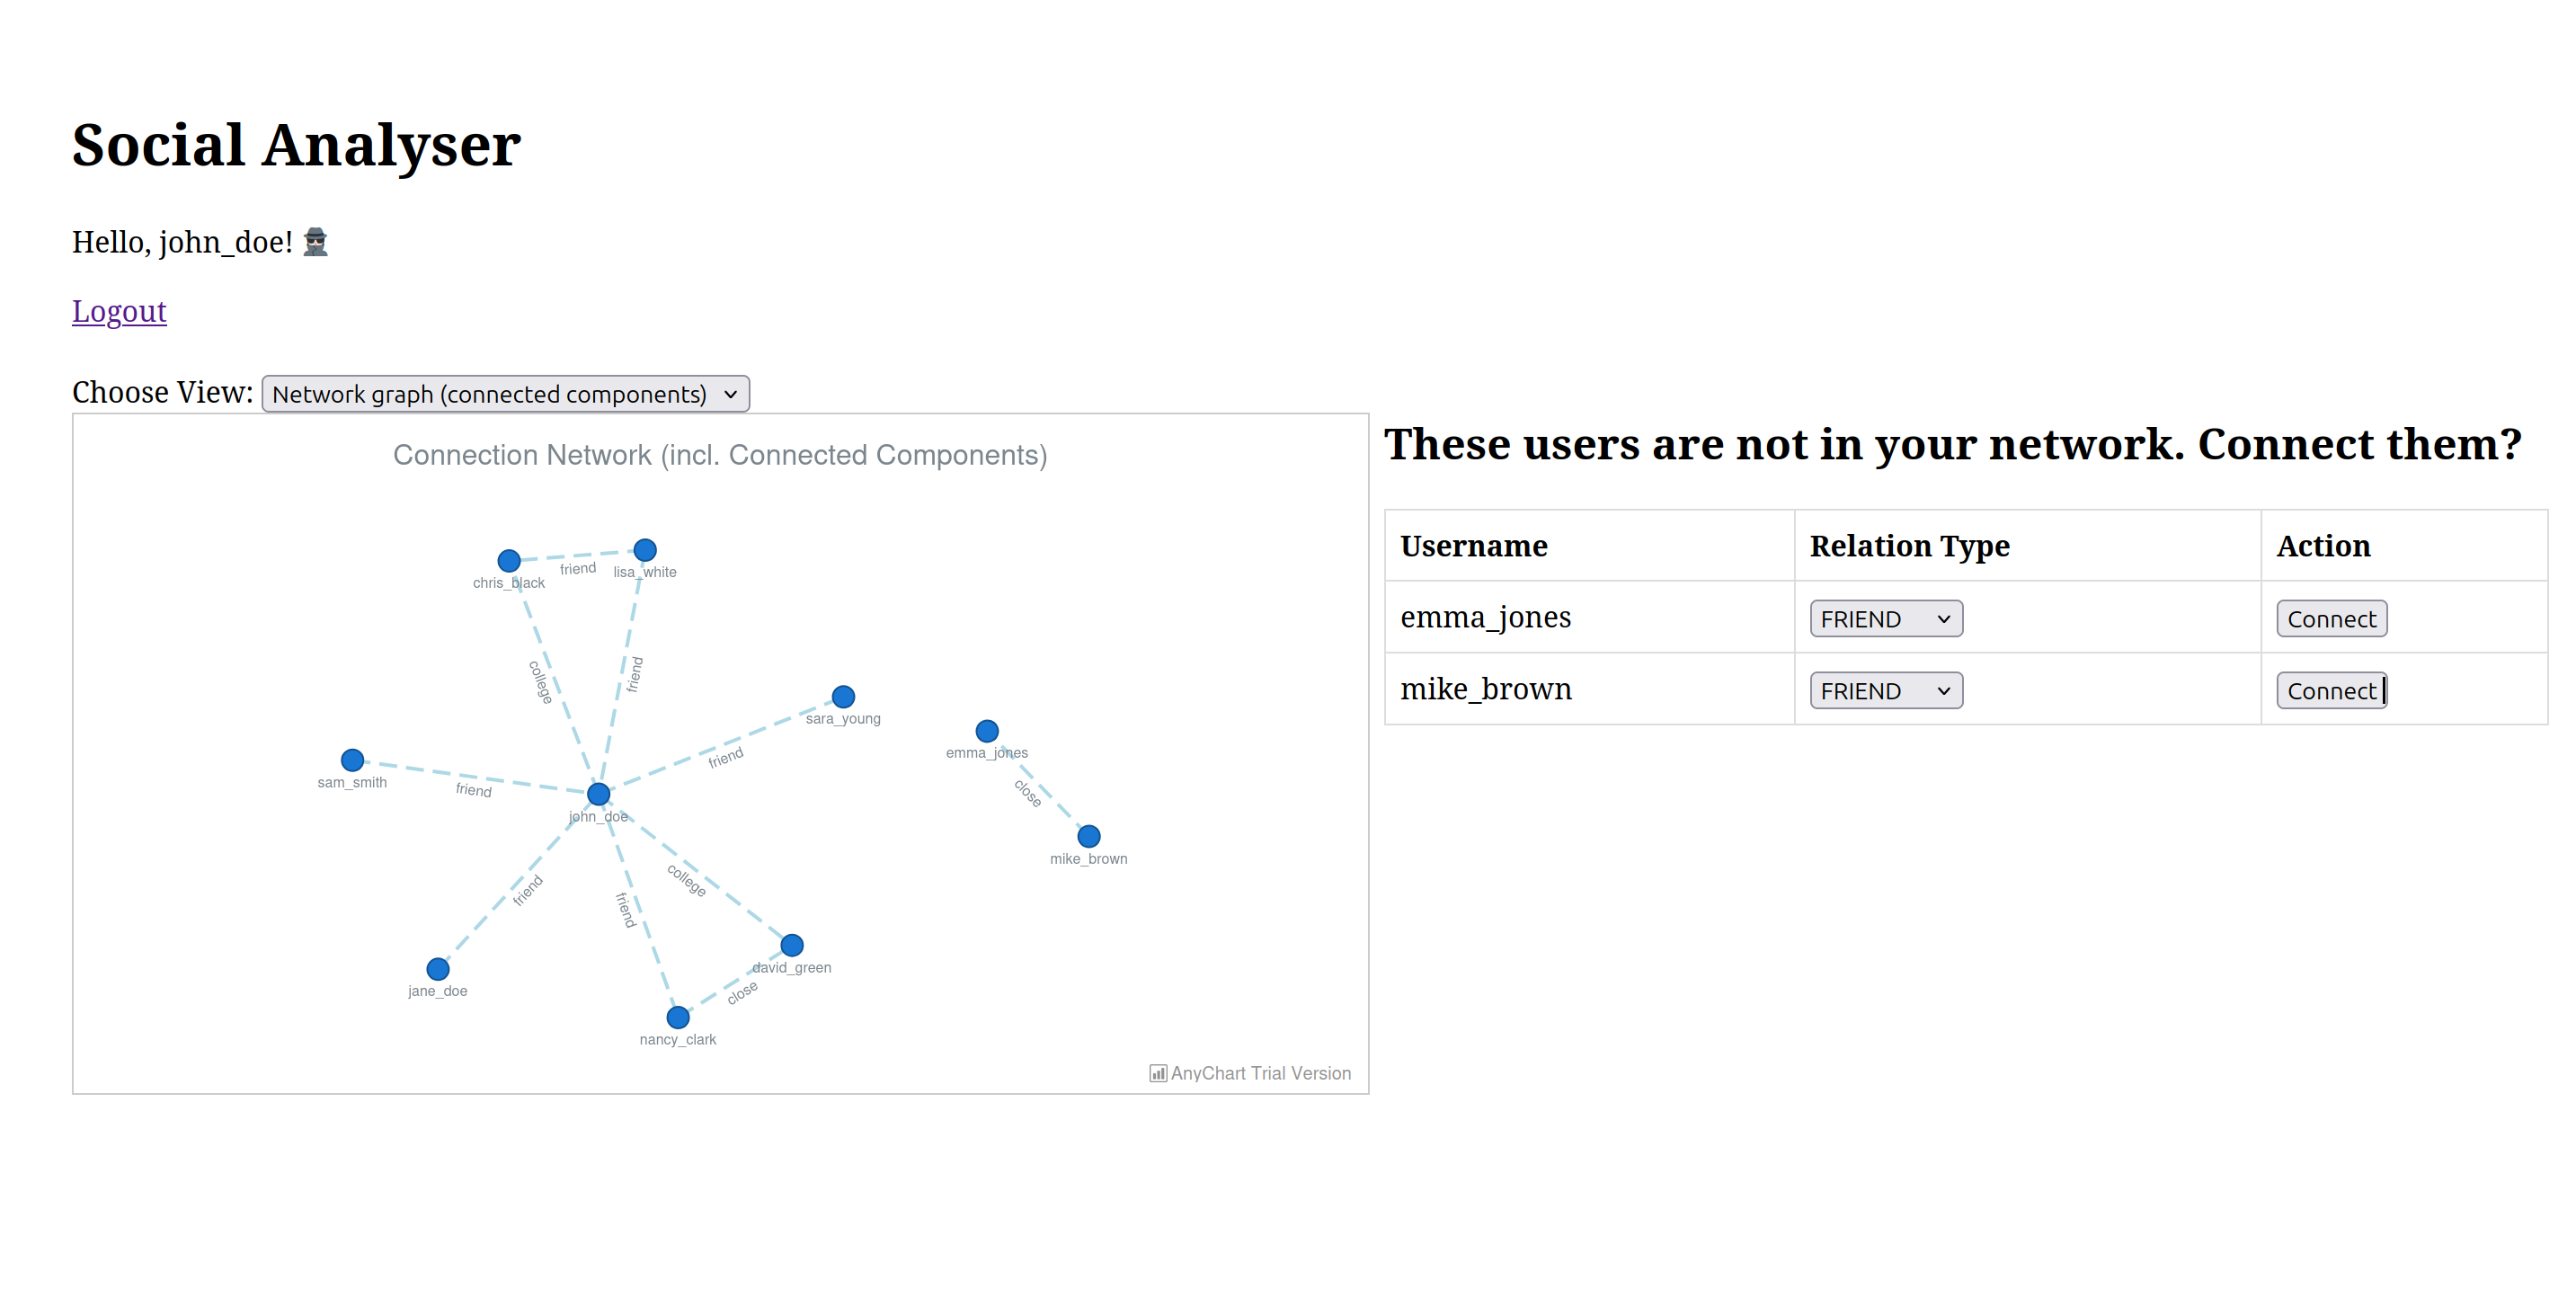 Social Analyser
Hello, john_doe!
Logout
Choose View: Network graph (connected components)
Connection Network (incl. Connected Components)
chris_black
friend
lisa_white
college
friend
sara_young
friend
sam_smith
friend
john_doe
emma_jones
close
mike_brown
friend
jane_doe
friend
college
david_green
close
nancy_clark
AnyChart Trial Version
These users are not in your network. Connect them?
Username Relation Type Action
emma_jones FRIEND Connect
mike_brown FRIEND Connect